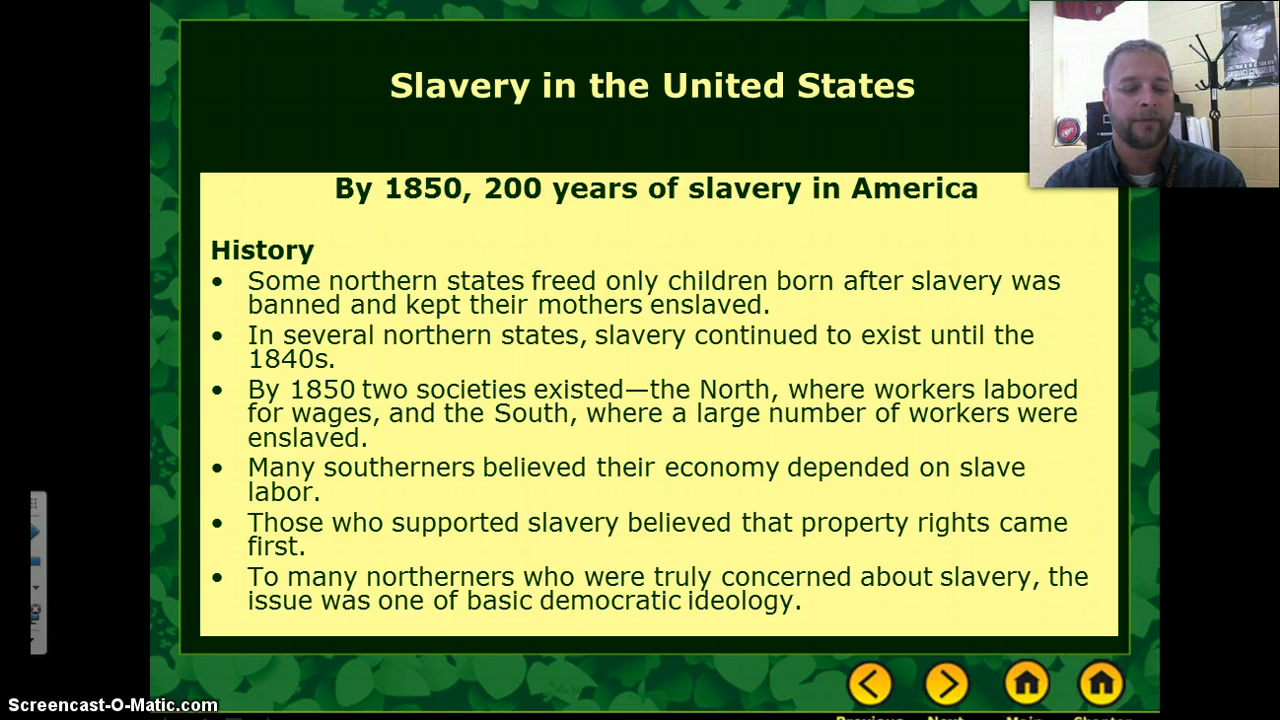 Slavery in the United States
By 1850, 200 years of slavery in America
History
• Some northern states freed only children born after slavery was
banned and kept their mothers enslaved.
• In several northern states, slavery continued to exist until the
1840s.
• By 1850 two societies existed—the North, where workers labored
for wages, and the South, where a large number of workers were
enslaved.
• Many southerners believed their economy depended on slave
labor.
• Those who supported slavery believed that property rights came
first.
• To many northerners who were truly concerned about slavery, the
issue was one of basic democratic ideology.
Screencast-O-Matic.com